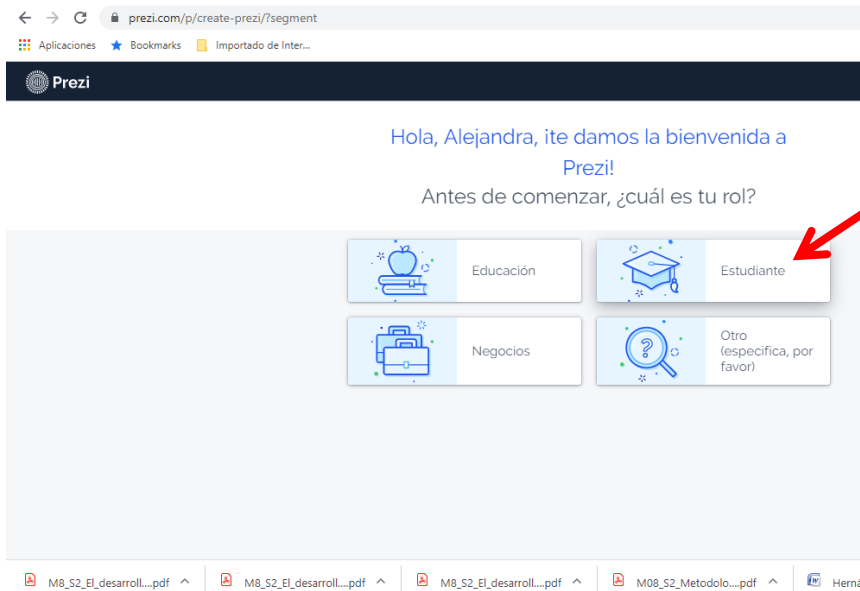 prezi.com/p/create-prezi/?segment
Aplicaciones Bookmarks Importado de Inter...
Prezi
Hola, Alejandra, ¡te damos la bienvenida a
Prezi!
Antes de comenzar, ¿cuál es tu rol?
Educación
Estudiante
Negocios
Otro
(especifica, por
favor)
M8_S2_El_desarroll....pdf M8_S2_El_desarroll....pdf M8_S2_El_desarroll....pdf M08_S2_Metodolo....pdf